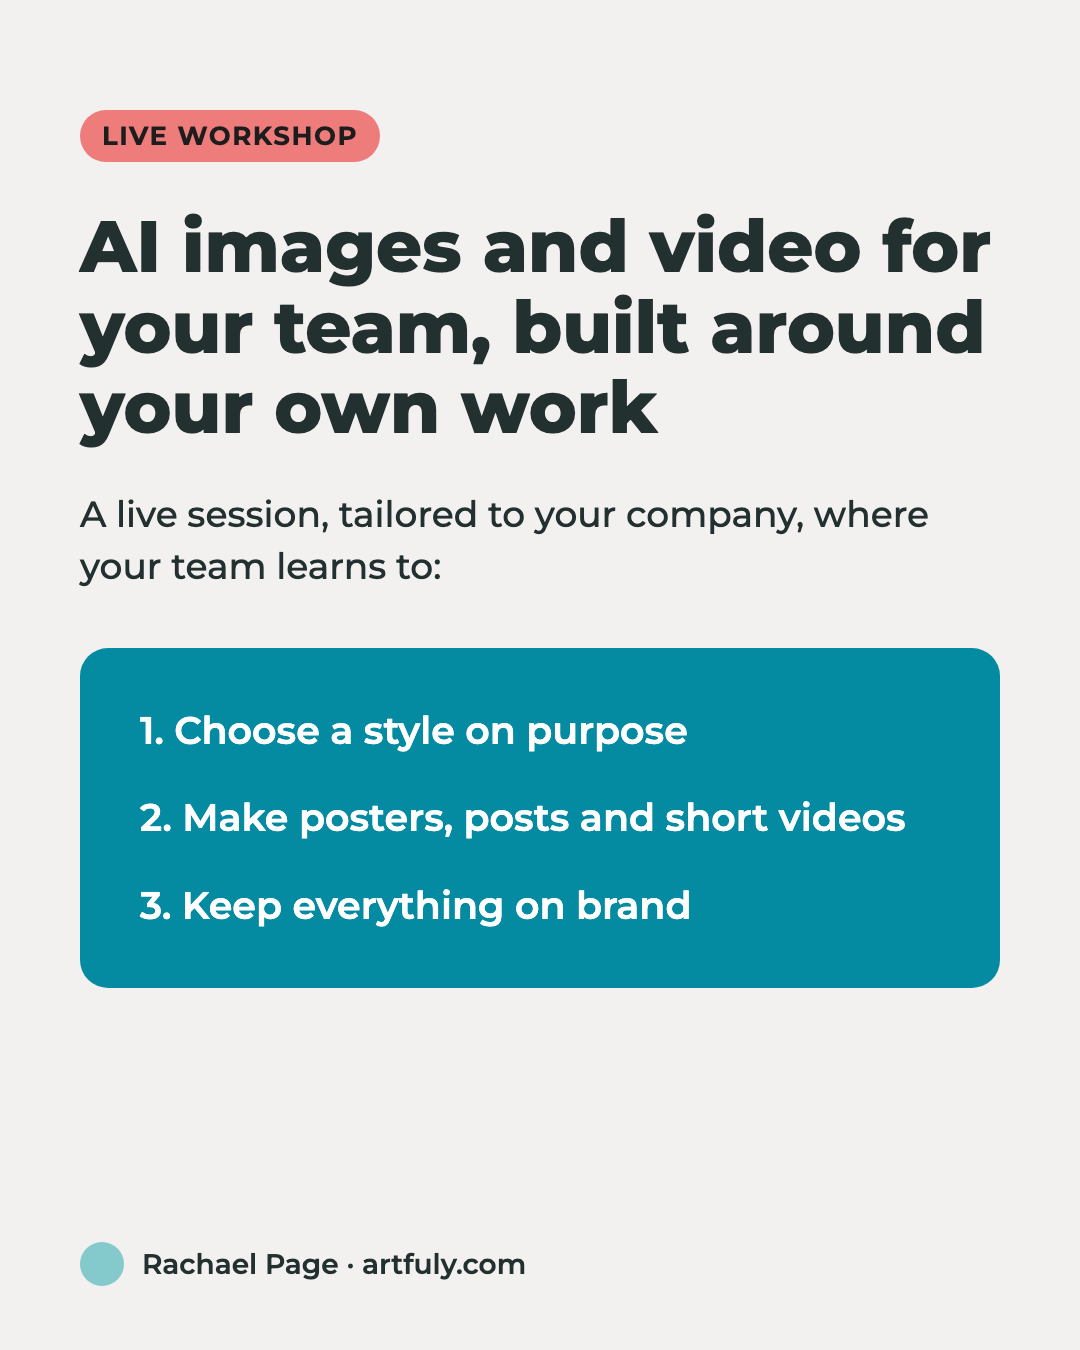 LIVE WORKSHOP
AI images and video for
your team, built around
your own work
A live session, tailored to your company, where
your team learns to:
1. Choose a style on purpose
2. Make posters, posts and short videos
3. Keep everything on brand
Rachael Page · artfuly.com